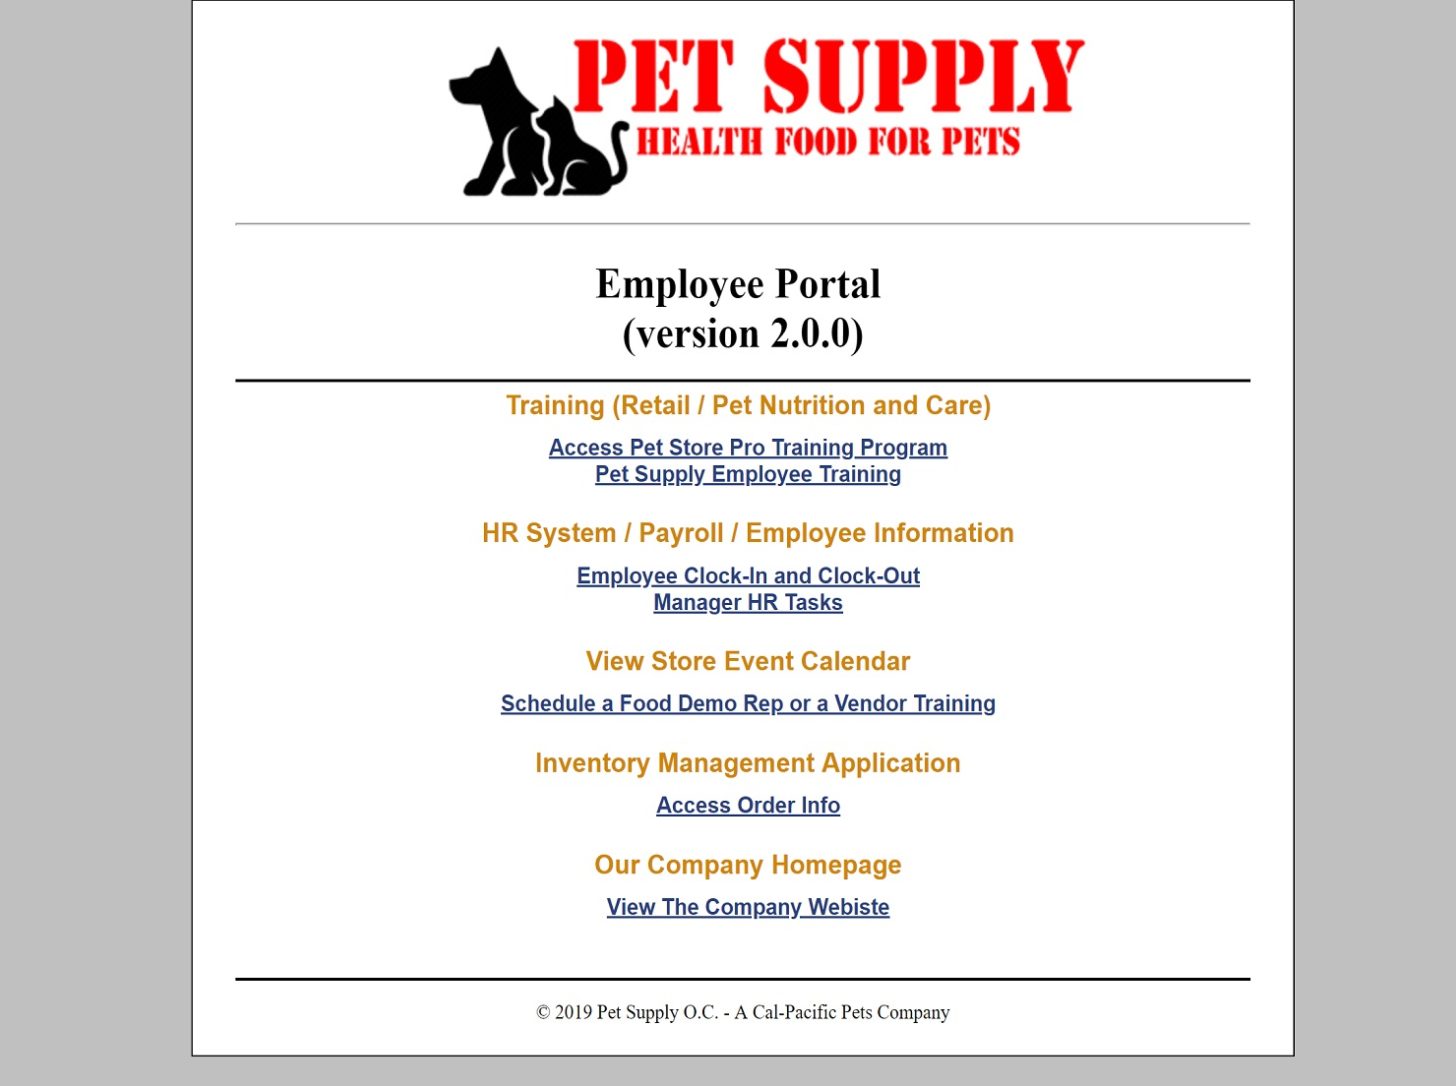 PET SUPPLY
HEALTH FOOD FOR PETS
Employee Portal
(version 2.0.0)
Training (Retail / Pet Nutrition and Care)
Access Pet Store Pro Training Program
Pet Supply Employee Training
HR System / Payroll / Employee Information
Employee Clock-In and Clock-Out
Manager HR Tasks
View Store Event Calendar
Schedule a Food Demo Rep or a Vendor Training
Inventory Management Application
Access Order Info
Our Company Homepage
View The Company Webiste
© 2019 Pet Supply O.C. - A Cal-Pacific Pets Company